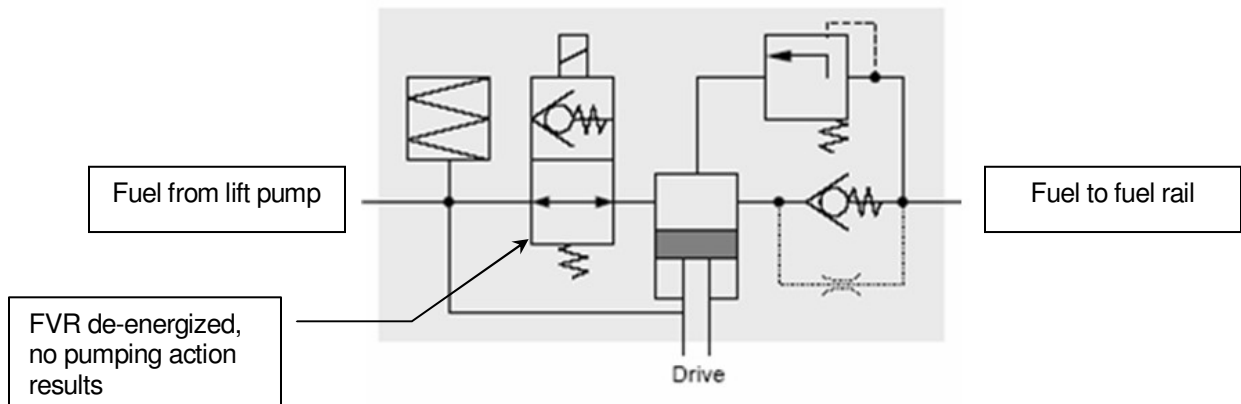 Fuel from lift pump
Fuel to fuel rail
FVR de-energized,
no pumping action
results
Drive